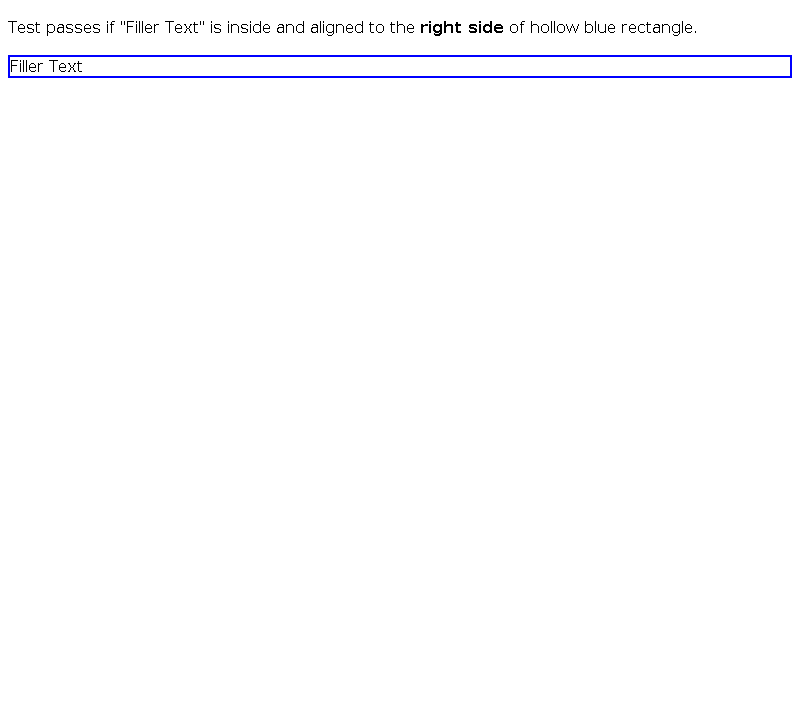 Test passes if "Filler Text" is inside and aligned to the right side of hollow blue rectangle.
Filler Text